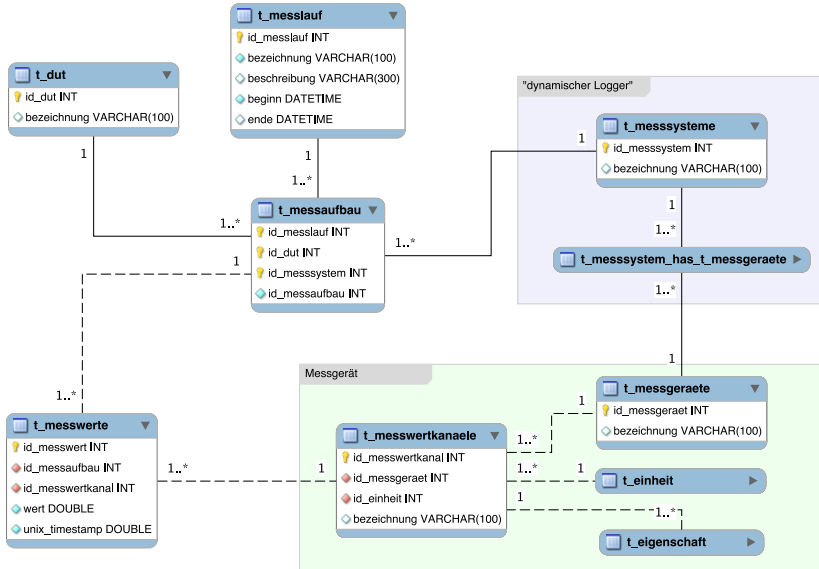 t_messlauf
id_messlauf INT
bezeichnung VARCHAR(100)
beschreibung VARCHAR(300)
beginn DATETIME
ende DATETIME
t_dut
id_dut INT
bezeichnung VARCHAR(100)
"dynamischer Logger"
t_messsysteme
id_messsystem INT
bezeichnung VARCHAR(100)
1
1
1
1..*
1..*
1..*
t_messaufbau
id_messlauf INT
id_dut INT
id_messsystem INT
id_messaufbau INT
1
1
1..*
t_messsystem_has_t_messgeraete
1..*
1
Messgerät
t_messgeraete
id_messgeraet INT
bezeichnung VARCHAR(100)
1..*
t_messwerte
id_messwert INT
id_messaufbau INT
id_messwertkanal INT
wert DOUBLE
unix_timestamp DOUBLE
1..*
1
t_messwertkanaele
id_messwertkanal INT
id_messgeraet INT
id_einheit INT
bezeichnung VARCHAR(100)
1
1..*
1..*
1
t_einheit
1
1..*
t_eigenschaft